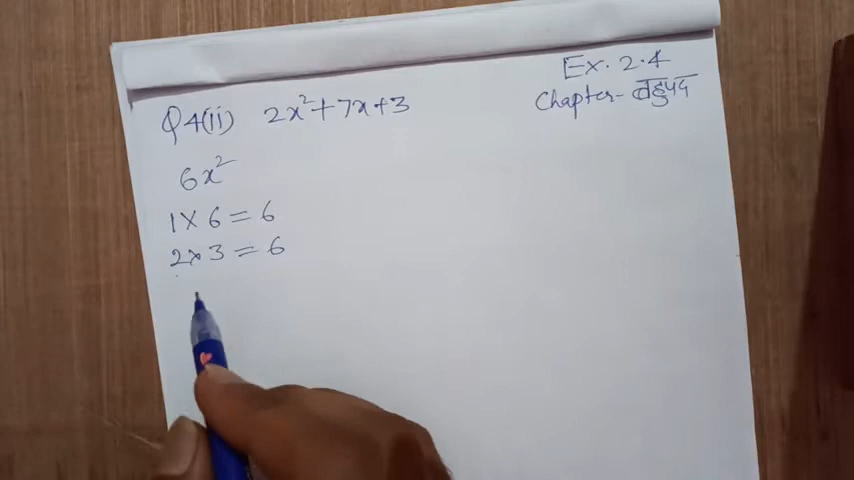 Ex. 2.4
Chapter- बहुपद
Q4(ii) 2x²+7x+3
6x²
1×6=6
2×3=6